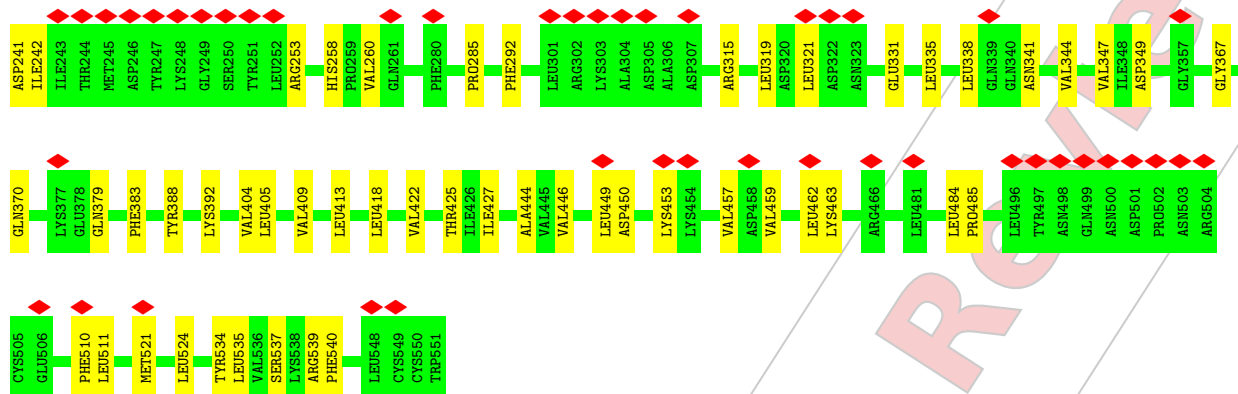 ASP241 ILE242 ILE243 THR244 MET245 ASP246 TYR247 LYS248 GLY249 SER250 TYR251 LEU252 ARG253 HIS258 PRO259 VAL260 GLN261 PHE280 PRO285 PHE292 LEU301 ARG302 LYS303 ALA304 ASP305 ALA306 ASP307 ARG315 LEU319 ASP320 LEU321 ASP322 ASN323 GLU331 LEU335 LEU338 GLN339 GLN340 ASN341 VAL344 VAL347 ILE348 ASP349 GLY357 GLY367
GLN370 LYS377 GLU378 GLN379 PHE383 TYR388 LYS392 VAL404 LEU405 VAL409 LEU413 LEU418 VAL422 THR425 ILE426 ILE427 ALA444 VAL445 VAL446 LEU449 ASP450 LYS453 LYS454 VAL457 ASP458 VAL459 LEU462 LYS463 ARG466 LEU481 LEU484 PRO485 LEU496 TYR497 ASN498 GLN499 ASN500 ASP501 PRO502 ASN503 ARG504
CYS505 GLU506 PHE510 LEU511 MET521 LEU524 TYR534 LEU535 VAL536 SER537 LYS538 ARG539 PHE540 LEU548 CYS549 CYS550 TRP551